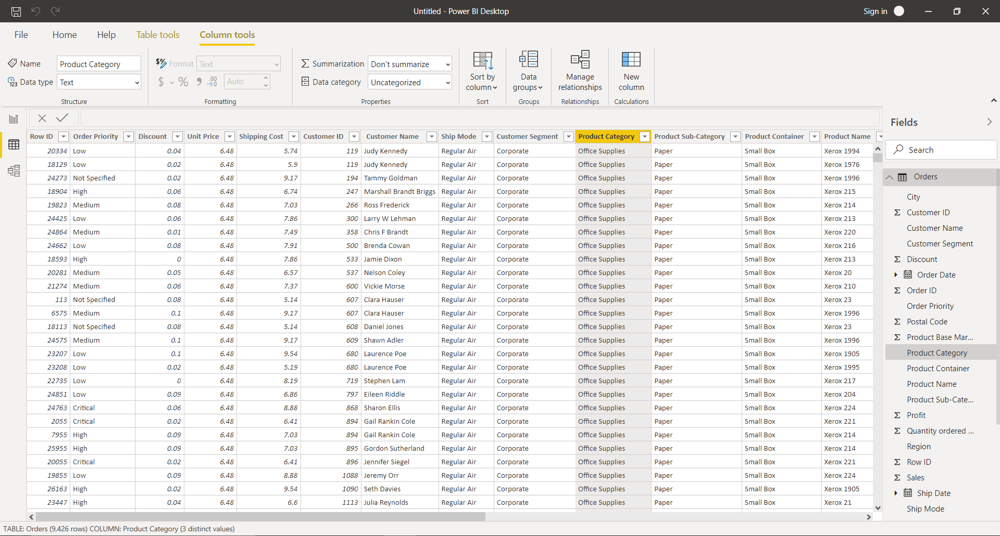 Untitled - Power BI Desktop
Sign in
File Home Help Table tools Column tools
Name Product Category
Data type Text
Structure
Format Text
$ % 9 .00 Auto
Formatting
Summarization Don't summarize
Data category Uncategorized
Properties
Sort by column
Sort
Data groups
Groups
Manage relationships
Relationships
New column
Calculations
Row ID Order Priority Discount Unit Price Shipping Cost Customer ID Customer Name Ship Mode Customer Segment Product Category Product Sub-Category Product Container Product Name
20334 Low 0.04 6.48 5.74 119 Judy Kennedy Regular Air Corporate Office Supplies Paper Small Box Xerox 1994
18129 Low 0.02 6.48 5.9 119 Judy Kennedy Regular Air Corporate Office Supplies Paper Small Box Xerox 1976
24273 Not Specified 0.02 6.48 9.17 194 Tammy Goldman Regular Air Corporate Office Supplies Paper Small Box Xerox 1996
18904 High 0.06 6.48 6.74 247 Marshall Brandt Briggs Regular Air Corporate Office Supplies Paper Small Box Xerox 215
19823 Medium 0.08 6.48 7.03 266 Ross Frederick Regular Air Corporate Office Supplies Paper Small Box Xerox 214
24425 Low 0.06 6.48 7.86 300 Larry W Lehman Regular Air Corporate Office Supplies Paper Small Box Xerox 213
24864 Medium 0.01 6.48 7.49 358 Chris F Brandt Regular Air Corporate Office Supplies Paper Small Box Xerox 220
24662 Low 0.08 6.48 7.91 500 Brenda Cowan Regular Air Corporate Office Supplies Paper Small Box Xerox 216
18593 High 0 6.48 7.86 533 Jamie Dixon Regular Air Corporate Office Supplies Paper Small Box Xerox 213
20281 Medium 0.05 6.48 6.57 537 Nelson Coley Regular Air Corporate Office Supplies Paper Small Box Xerox 20
21274 Medium 0.06 6.48 7.37 600 Vickie Morse Regular Air Corporate Office Supplies Paper Small Box Xerox 210
113 Not Specified 0.08 6.48 5.14 607 Clara Hauser Regular Air Corporate Office Supplies Paper Small Box Xerox 23
6575 Medium 0.1 6.48 9.17 607 Clara Hauser Regular Air Corporate Office Supplies Paper Small Box Xerox 1996
18113 Not Specified 0.08 6.48 5.14 608 Daniel Jones Regular Air Corporate Office Supplies Paper Small Box Xerox 23
24575 Medium 0.1 6.48 9.17 609 Shawn Adler Regular Air Corporate Office Supplies Paper Small Box Xerox 1996
23207 Low 0.1 6.48 9.54 680 Laurence Poe Regular Air Corporate Office Supplies Paper Small Box Xerox 1905
23208 Low 0.02 6.48 5.19 680 Laurence Poe Regular Air Corporate Office Supplies Paper Small Box Xerox 1995
22735 Low 0 6.48 8.19 719 Stephen Lam Regular Air Corporate Office Supplies Paper Small Box Xerox 217
24851 Low 0.09 6.48 6.86 797 Eileen Riddle Regular Air Corporate Office Supplies Paper Small Box Xerox 204
24763 Critical 0.06 6.48 8.88 868 Sharon Ellis Regular Air Corporate Office Supplies Paper Small Box Xerox 224
2055 Critical 0.02 6.48 6.41 894 Gail Rankin Cole Regular Air Corporate Office Supplies Paper Small Box Xerox 221
7955 High 0.09 6.48 7.03 894 Gail Rankin Cole Regular Air Corporate Office Supplies Paper Small Box Xerox 214
25955 High 0.09 6.48 7.03 895 Gordon Sutherland Regular Air Corporate Office Supplies Paper Small Box Xerox 214
20055 Critical 0.02 6.48 6.41 896 Jennifer Siegel Regular Air Corporate Office Supplies Paper Small Box Xerox 221
19855 Low 0.09 6.48 8.88 1088 Jeremy Orr Regular Air Corporate Office Supplies Paper Small Box Xerox 224
26163 High 0.02 6.48 9.54 1090 Seth Davies Regular Air Corporate Office Supplies Paper Small Box Xerox 1905
23447 High 0.04 6.48 6.6 1113 Julia Reynolds Regular Air Corporate Office Supplies Paper Small Box Xerox 21
Fields
Search
Orders
City
Customer ID
Customer Name
Customer Segment
Discount
Order Date
Order ID
Order Priority
Postal Code
Product Base Mar...
Product Category
Product Container
Product Name
Product Sub-Cate...
Profit
Quantity ordered ...
Region
Row ID
Sales
Ship Date
Ship Mode
TABLE: Orders (9,426 rows) COLUMN: Product Category (3 distinct values)